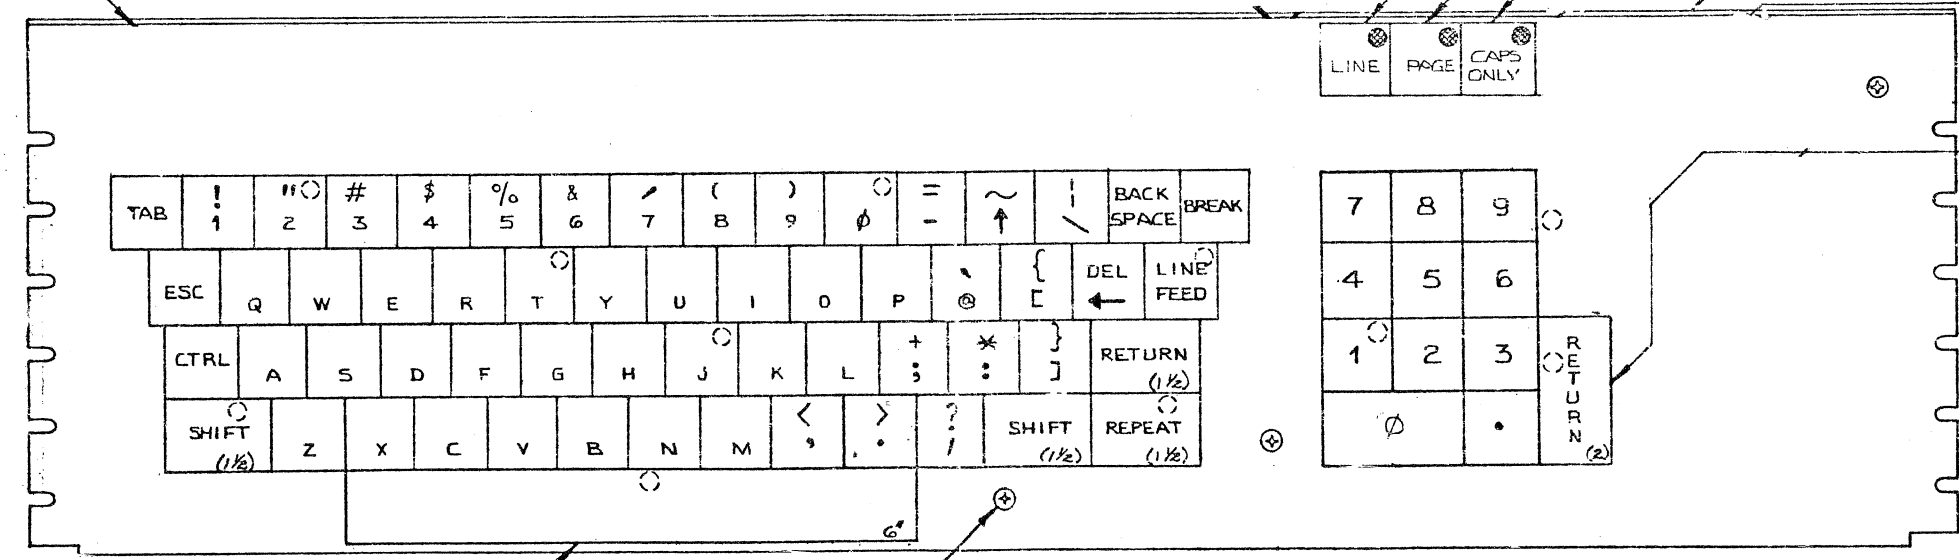 LINE PAGE CAPS ONLY
TAB ! 1 " 2 # 3 $ 4 % 5 & 6 ' 7 ( 8 ) 9 Ø = - ~ ↑ ¦ \ BACK SPACE BREAK
7 8 9
ESC Q W E R T Y U I O P ` @ { [ DEL ← LINE FEED
4 5 6
CTRL A S D F G H J K L + ; * : } ] RETURN (1½)
1 2 3 RETURN (2)
SHIFT (1½) Z X C V B N M < , > . ? / SHIFT (1½) REPEAT (1½)
Ø .
6"